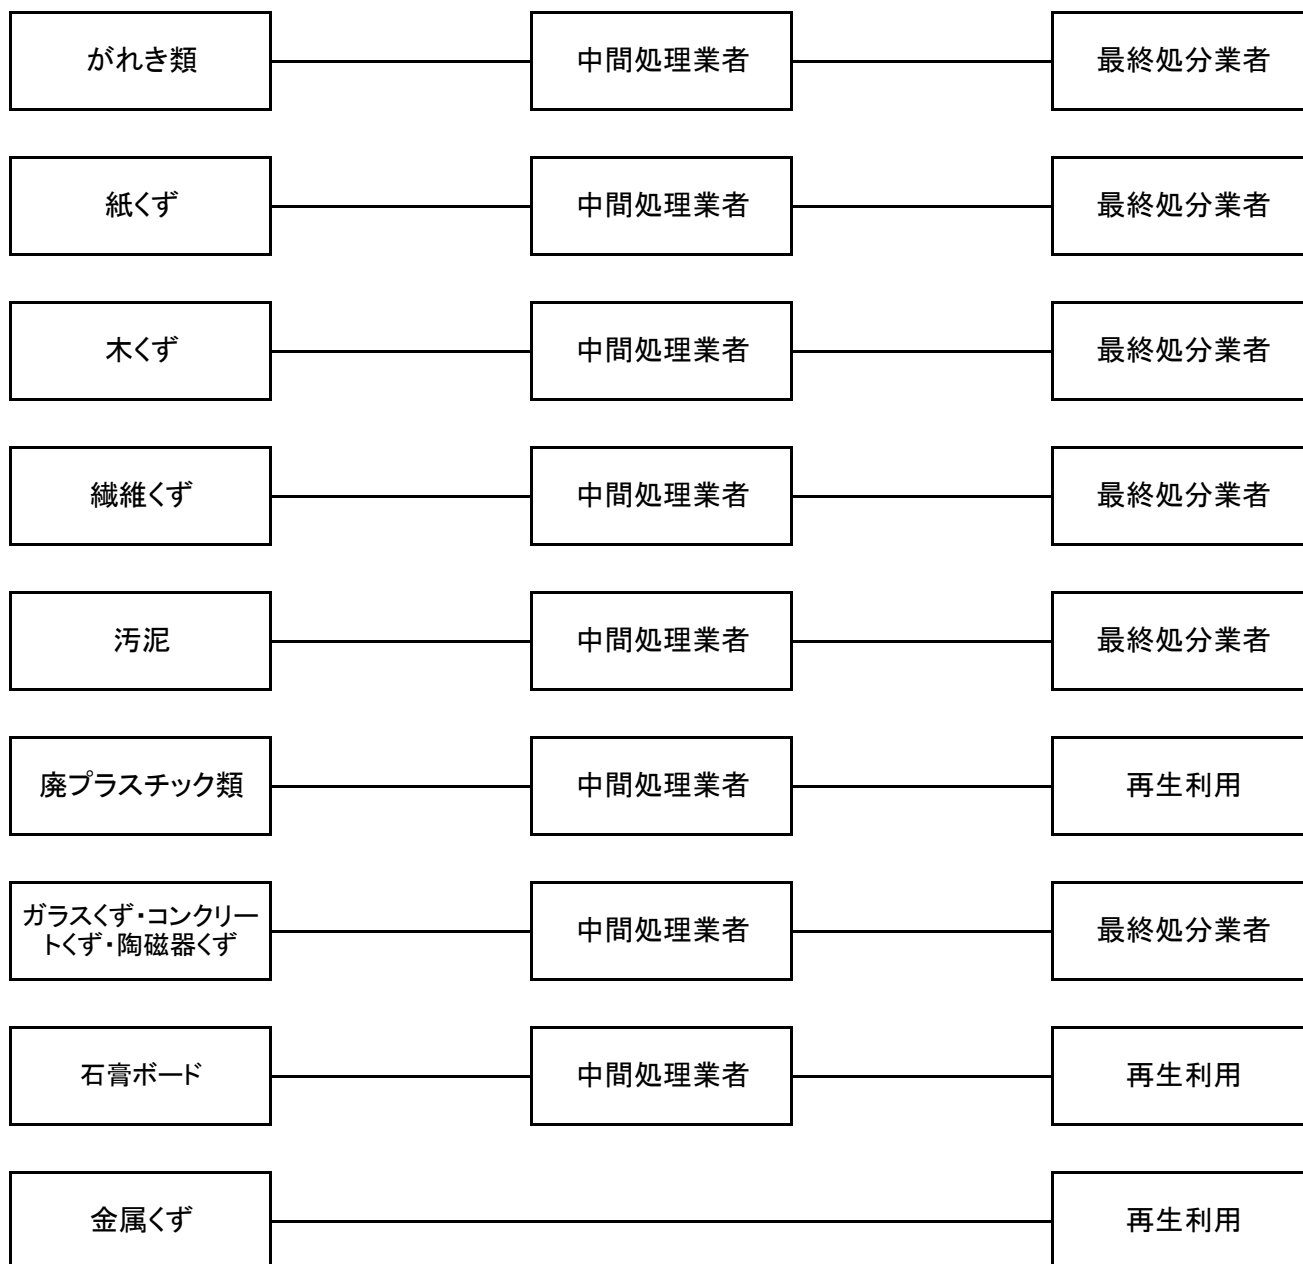 がれき類
中間処理業者
最終処分業者
紙くず
中間処理業者
最終処分業者
木くず
中間処理業者
最終処分業者
繊維くず
中間処理業者
最終処分業者
汚泥
中間処理業者
最終処分業者
廃プラスチック類
中間処理業者
再生利用
ガラスくず・コンクリー
トくず・陶磁器くず
中間処理業者
最終処分業者
石膏ボード
中間処理業者
再生利用
金属くず
再生利用